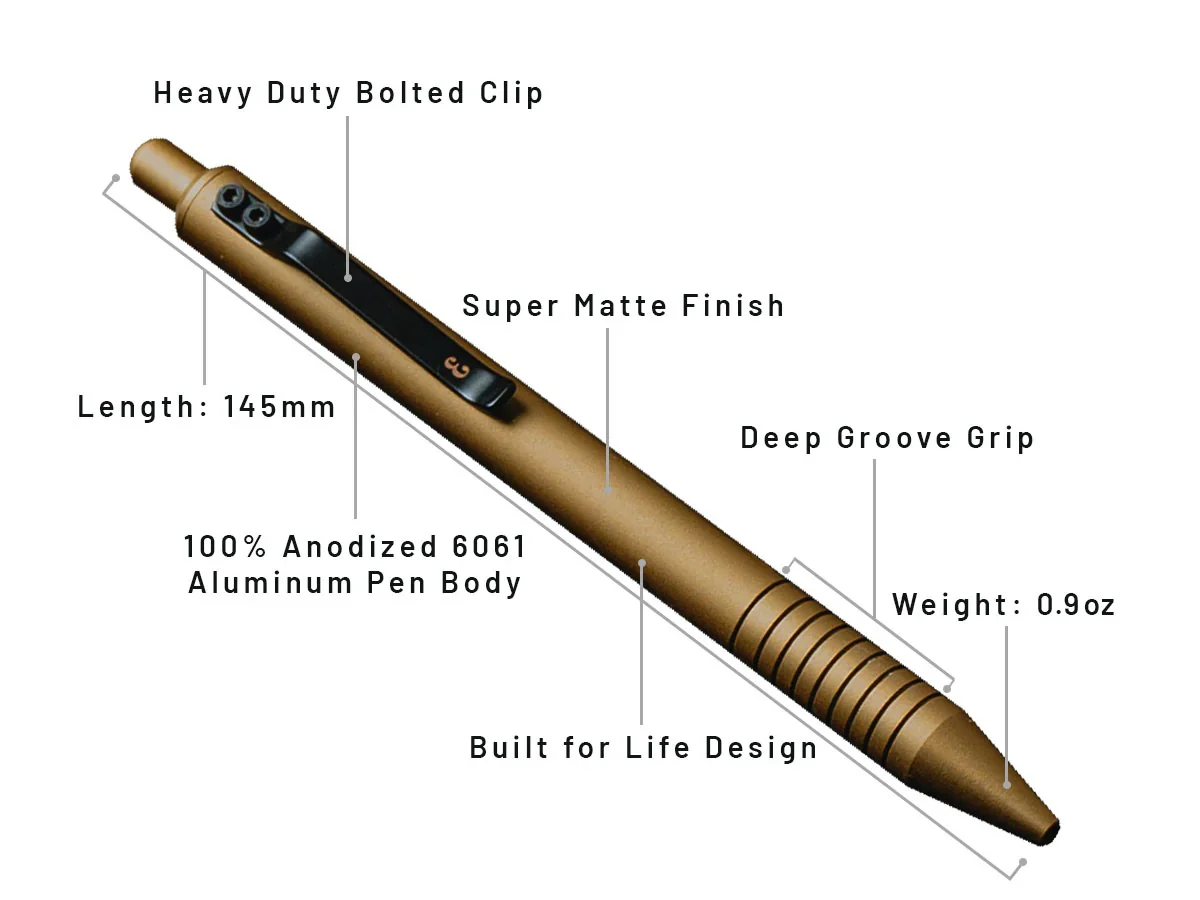 Heavy Duty Bolted Clip
Super Matte Finish
Length: 145mm
Deep Groove Grip
100% Anodized 6061
Aluminum Pen Body
Weight: 0.9oz
Built for Life Design